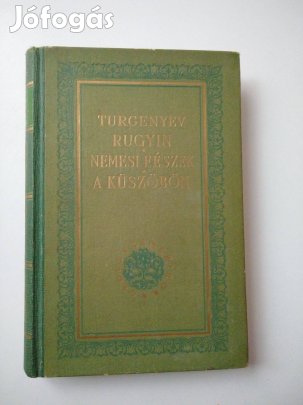 Jófogás
TURGENYEV
RUGYIN
NEMESI FÉSZEK
A KÜSZÖBÖN